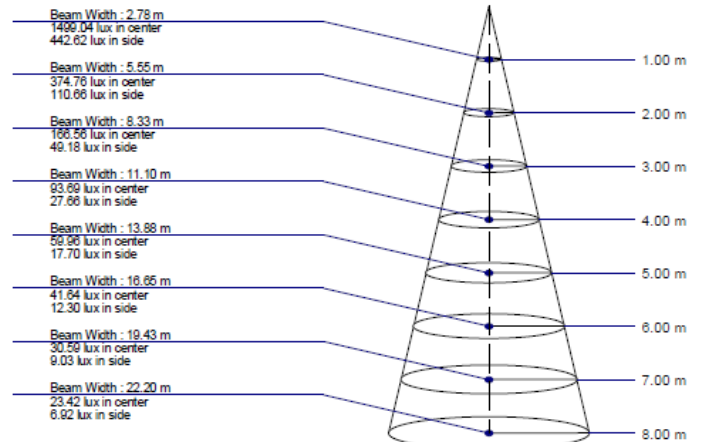 Beam Width : 2.78 m
1499.04 lux in center
442.62 lux in side
1.00 m
Beam Width : 5.55 m
374.76 lux in center
110.66 lux in side
2.00 m
Beam Width : 8.33 m
166.56 lux in center
49.18 lux in side
3.00 m
Beam Width : 11.10 m
93.69 lux in center
27.66 lux in side
4.00 m
Beam Width : 13.88 m
59.96 lux in center
17.70 lux in side
5.00 m
Beam Width : 16.65 m
41.64 lux in center
12.30 lux in side
6.00 m
Beam Width : 19.43 m
30.59 lux in center
9.03 lux in side
7.00 m
Beam Width : 22.20 m
23.42 lux in center
6.92 lux in side
8.00 m